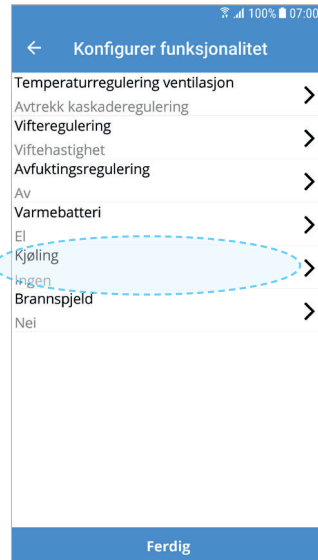 100% 07:00
Konfigurer funksjonalitet
Temperaturregulering ventilasjon
Avtrekk kaskaderegulering
Vifteregulering
Viftehastighet
Avfuktingsregulering
Av
Varmebatteri
El
Kjøling
Ingen
Brannspjeld
Nei
Ferdig